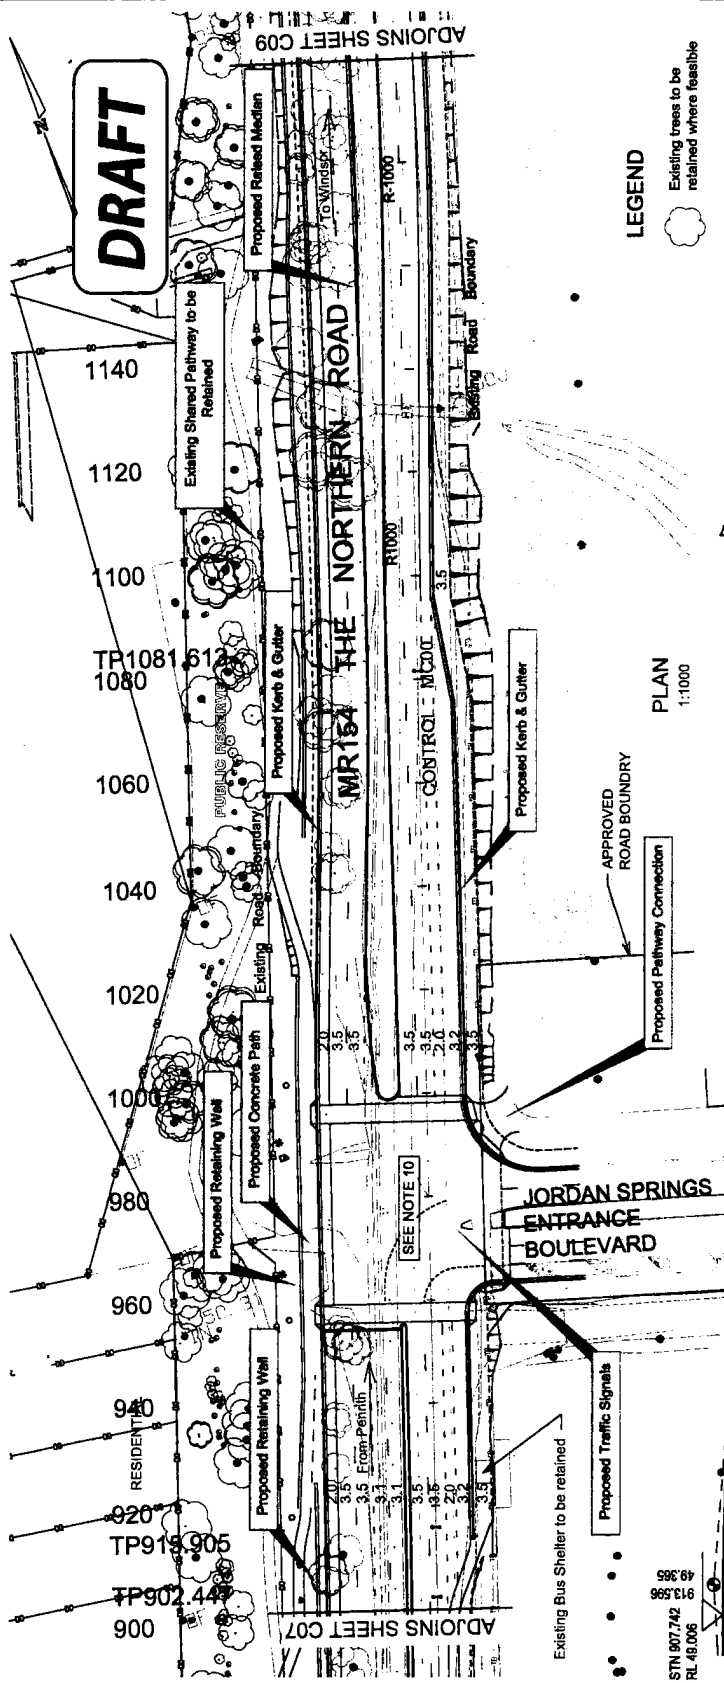 ADJOINS SHEET C09
DRAFT
N
Proposed Raised Median
To Windsor
R-1000
LEGEND
Existing trees to be
retained where feasible
Existing Road Boundary
Existing Shared Pathway to be
Retained
MR154 THE NORTHERN ROAD
R1000
3.5
CONTROL MC00
Proposed Kerb & Gutter
Proposed Kerb & Gutter
PLAN
1:1000
1140
1120
1100
TP1081.613
1080
1060
1040
1020
1000
980
960
940
920
TP915.905
900
PUBLIC RESERVE
Existing Road Boundary
APPROVED
ROAD BOUNDRY
Proposed Pathway Connection
2.0
3.5
3.5
3.5
3.5
2.0
3.2
3.5
Proposed Concrete Path
Proposed Retaining Wall
SEE NOTE 10
JORDAN SPRINGS
ENTRANCE
BOULEVARD
Proposed Retaining Wall
RESIDENTIAL
From Penrith
2.0
3.5
3.5
3.1
3.1
3.5
3.5
2.0
3.2
3.5
Proposed Traffic Signals
Existing Bus Shelter to be retained
ADJOINS SHEET C07
STN 907.742
RL 49.006
913.596
49.365